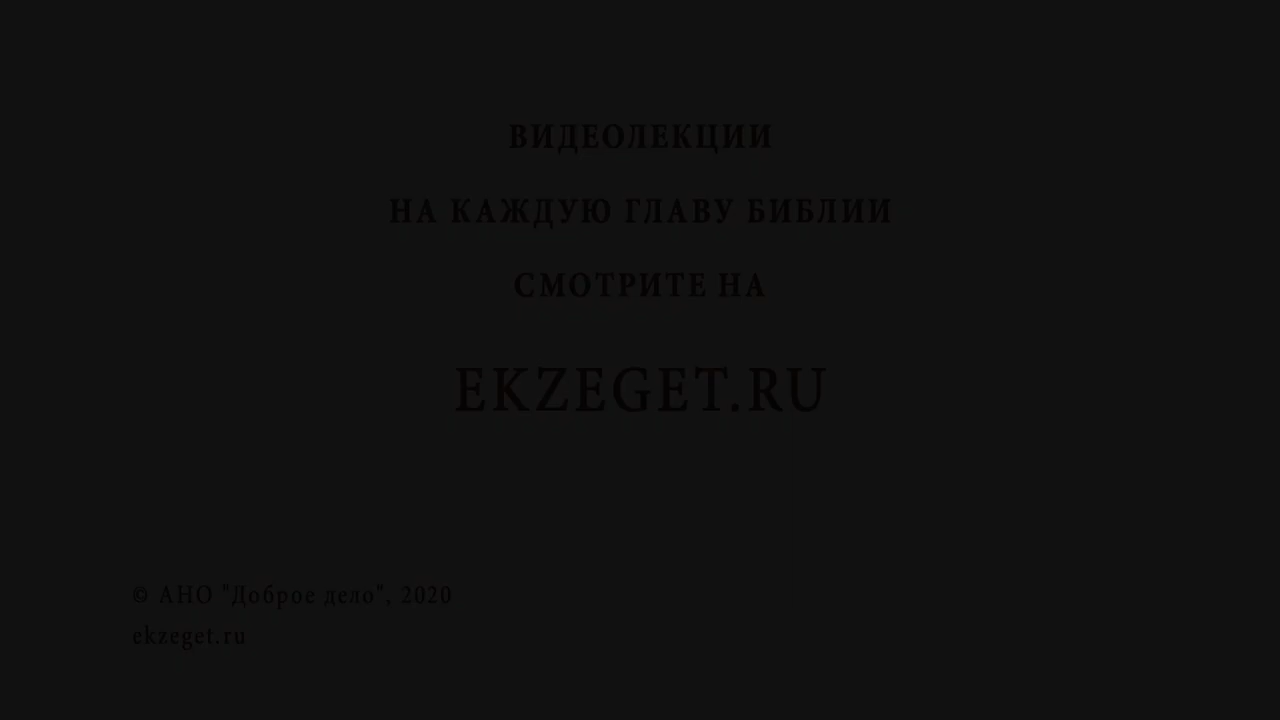 ВИДЕОЛЕКЦИИ
НА КАЖДУЮ ГЛАВУ БИБЛИИ
СМОТРИТЕ НА
EKZEGET.RU
© АНО "Доброе дело", 2020
ekzeget.ru